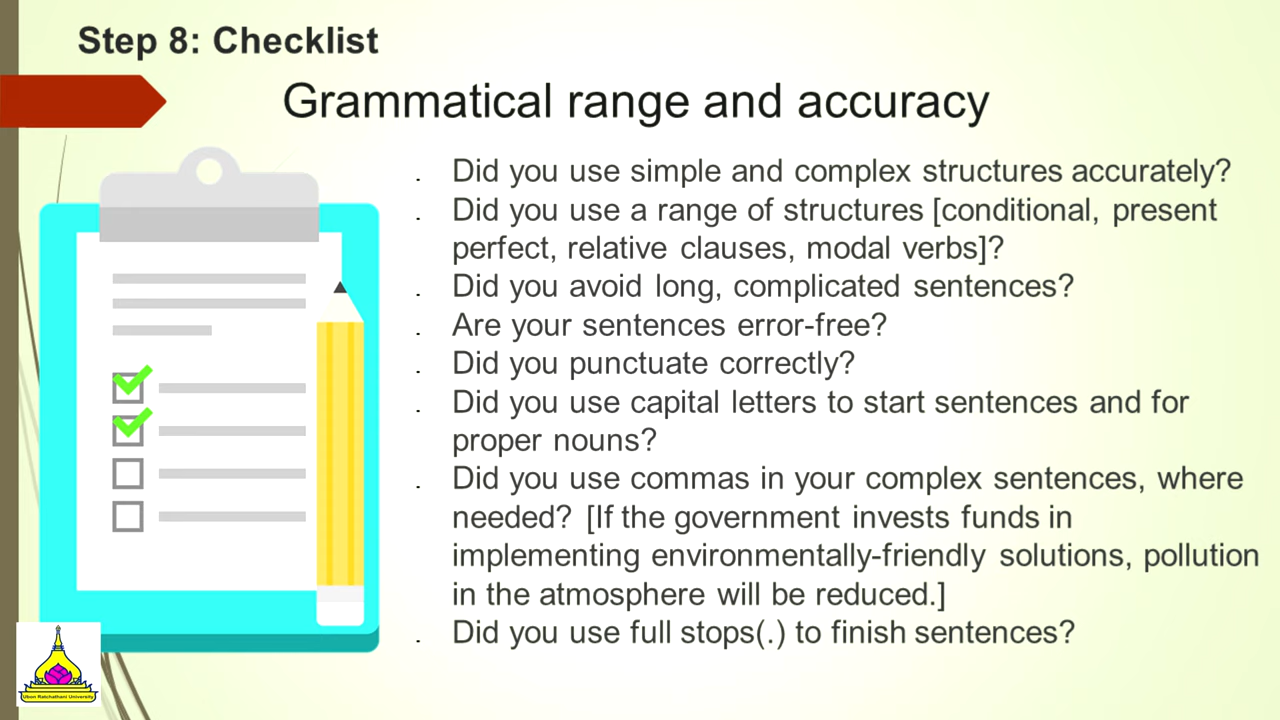 Step 8: Checklist
Grammatical range and accuracy
. Did you use simple and complex structures accurately?
. Did you use a range of structures [conditional, present
perfect, relative clauses, modal verbs]?
. Did you avoid long, complicated sentences?
. Are your sentences error-free?
. Did you punctuate correctly?
. Did you use capital letters to start sentences and for
proper nouns?
. Did you use commas in your complex sentences, where
needed? [If the government invests funds in
implementing environmentally-friendly solutions, pollution
in the atmosphere will be reduced.]
. Did you use full stops(.) to finish sentences?
Ubon Ratchathani University